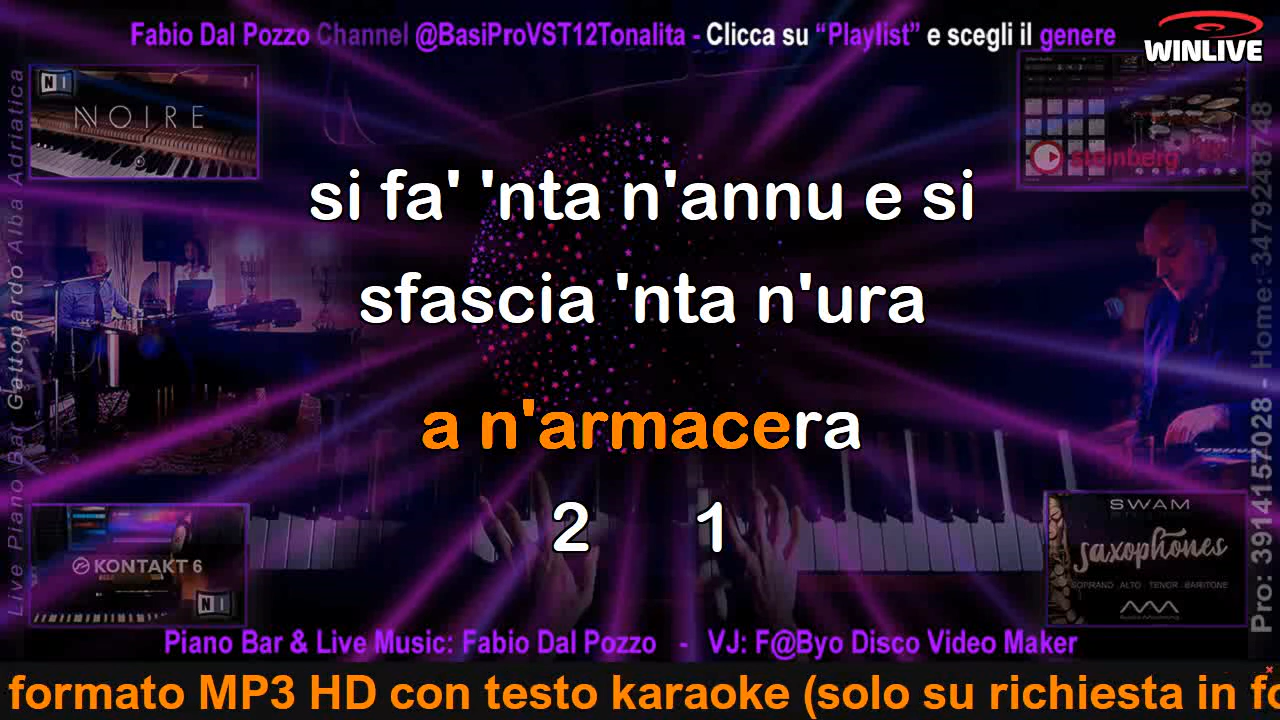 Fabio Dal Pozzo Channel @BasiProVST12Tonalita - Clicca su “Playlist” e scegli il genere
WINLIVE
NI
NOIRE
steinberg
Live Piano Bar Gattopardo Alba Adriatica
si fa' 'nta n'annu e si
sfascia 'nta n'ura
a n'armacera
2 1
Pro: 3914157028 - Home: 3479248748
KONTAKT 6
NI
SWAM
saxophones
SOPRANO . ALTO . TENOR . BARITONE
Piano Bar & Live Music: Fabio Dal Pozzo - VJ: F@Byo Disco Video Maker
formato MP3 HD con testo karaoke (solo su richiesta in fo